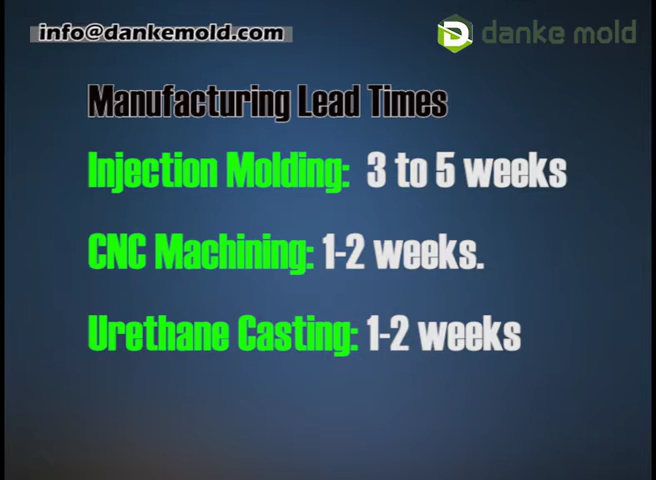 info@dankemold.com
danke mold
Manufacturing Lead Times
Injection Molding: 3 to 5 weeks
CNC Machining: 1-2 weeks.
Urethane Casting: 1-2 weeks